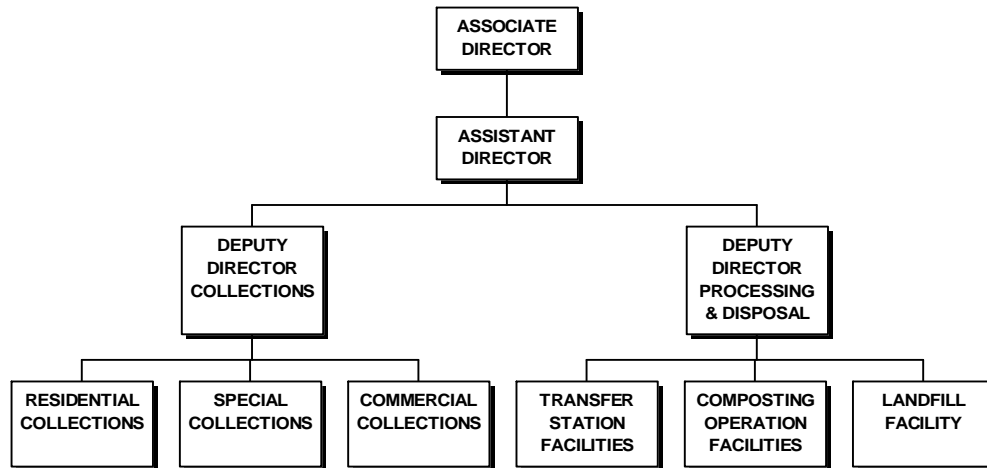 ASSOCIATE
DIRECTOR
ASSISTANT
DIRECTOR
DEPUTY
DIRECTOR
COLLECTIONS
DEPUTY
DIRECTOR
PROCESSING
& DISPOSAL
RESIDENTIAL
COLLECTIONS
SPECIAL
COLLECTIONS
COMMERCIAL
COLLECTIONS
TRANSFER
STATION
FACILITIES
COMPOSTING
OPERATION
FACILITIES
LANDFILL
FACILITY